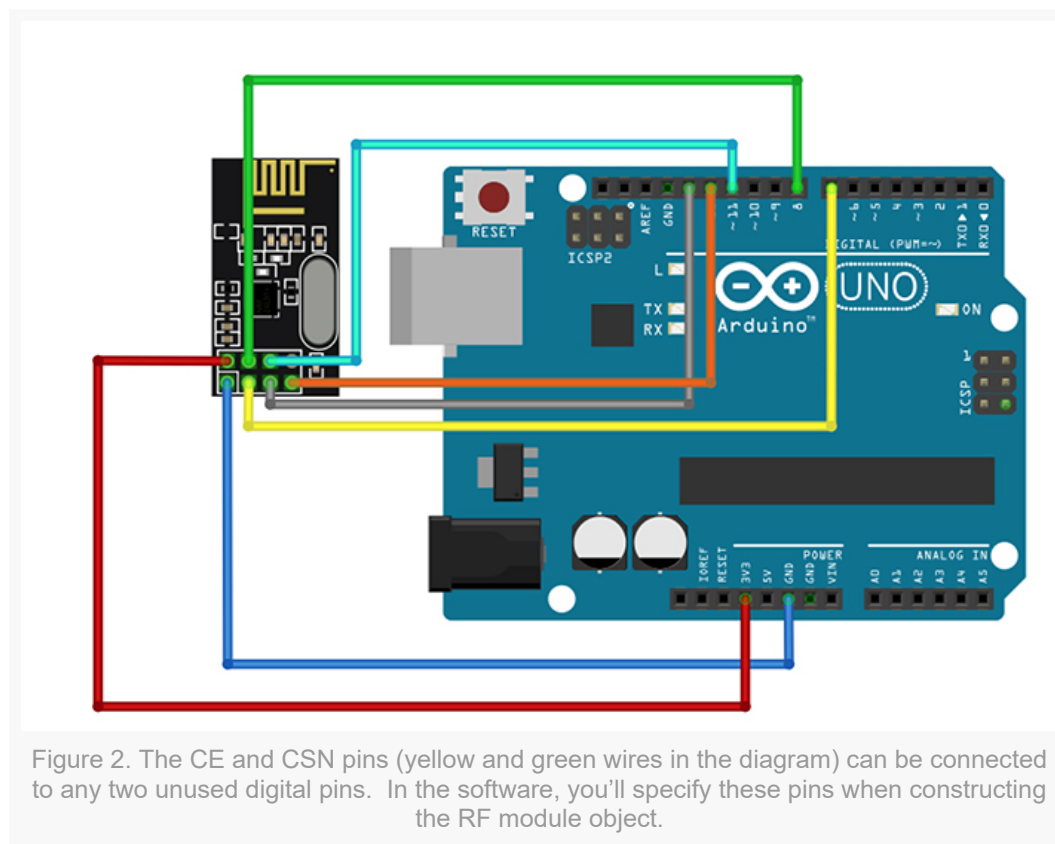 RESET
ICSP2
AREF
GND
~11
~10
~9
8
~6
~5
4
~3
2
TX0▶1
RX0◀0
DIGITAL (PWM=~)
L
TX
RX
Arduino™
UNO
ON
1
ICSP
POWER
ANALOG IN
IOREF
RESET
3V3
5V
GND
GND
VIN
A0
A1
A2
A3
A4
A5
Figure 2. The CE and CSN pins (yellow and green wires in the diagram) can be connected
to any two unused digital pins.  In the software, you’ll specify these pins when constructing
the RF module object.